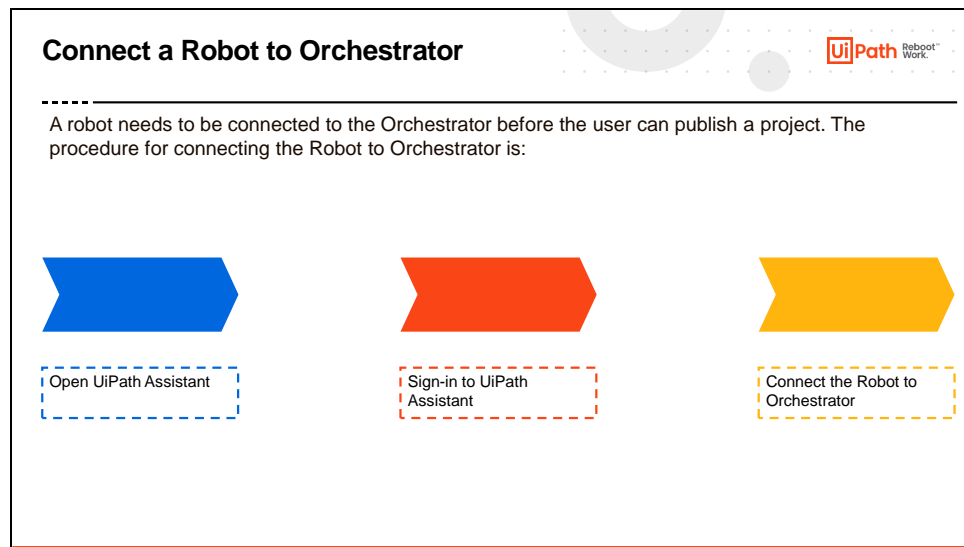 Connect a Robot to Orchestrator
UiPath Reboot™
Work.
A robot needs to be connected to the Orchestrator before the user can publish a project. The
procedure for connecting the Robot to Orchestrator is:
Open UiPath Assistant
Sign-in to UiPath
Assistant
Connect the Robot to
Orchestrator